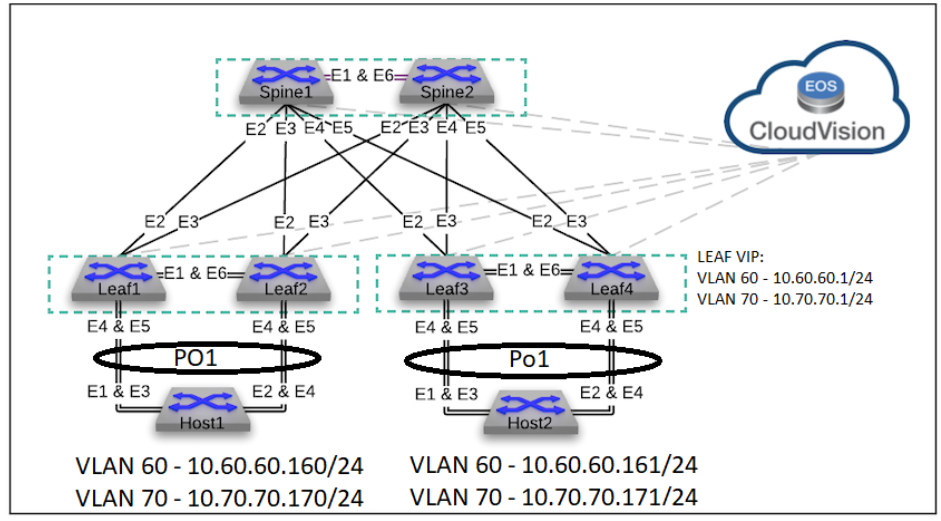 Spine1
E1 & E6
Spine2
EOS
CloudVision
E2 E3 E4 E5
E2 E3 E4 E5
E2 E3
E2 E3
E2 E3
E2 E3
LEAF VIP:
VLAN 60 - 10.60.60.1/24
VLAN 70 - 10.70.70.1/24
Leaf1
E1 & E6
Leaf2
Leaf3
E1 & E6
Leaf4
E4 & E5
E4 & E5
E4 & E5
E4 & E5
PO1
Po1
E1 & E3
E2 & E4
E1 & E3
E2 & E4
Host1
Host2
VLAN 60 - 10.60.60.160/24
VLAN 70 - 10.70.70.170/24
VLAN 60 - 10.60.60.161/24
VLAN 70 - 10.70.70.171/24